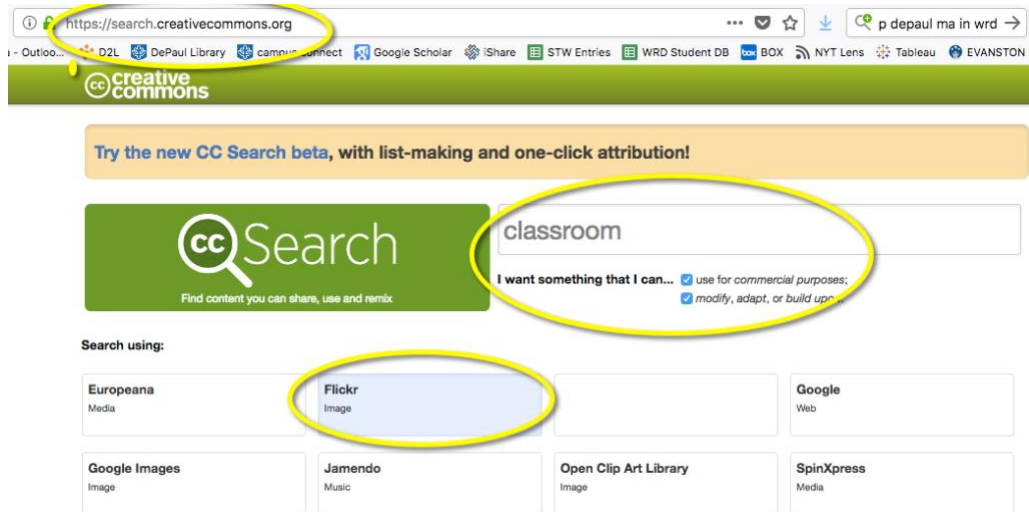 https://search.creativecommons.org
p depaul ma in wrd
- Outloo... D2L DePaul Library campus connect Google Scholar iShare STW Entries WRD Student DB box BOX NYT Lens Tableau EVANSTON
cc creative commons
Try the new CC Search beta, with list-making and one-click attribution!
cc Search
Find content you can share, use and remix
classroom
I want something that I can... use for commercial purposes;
modify, adapt, or build
Search using:
Europeana
Media
Flickr
Image
Google
Web
Google Images
Image
Jamendo
Music
Open Clip Art Library
Image
SpinXpress
Media